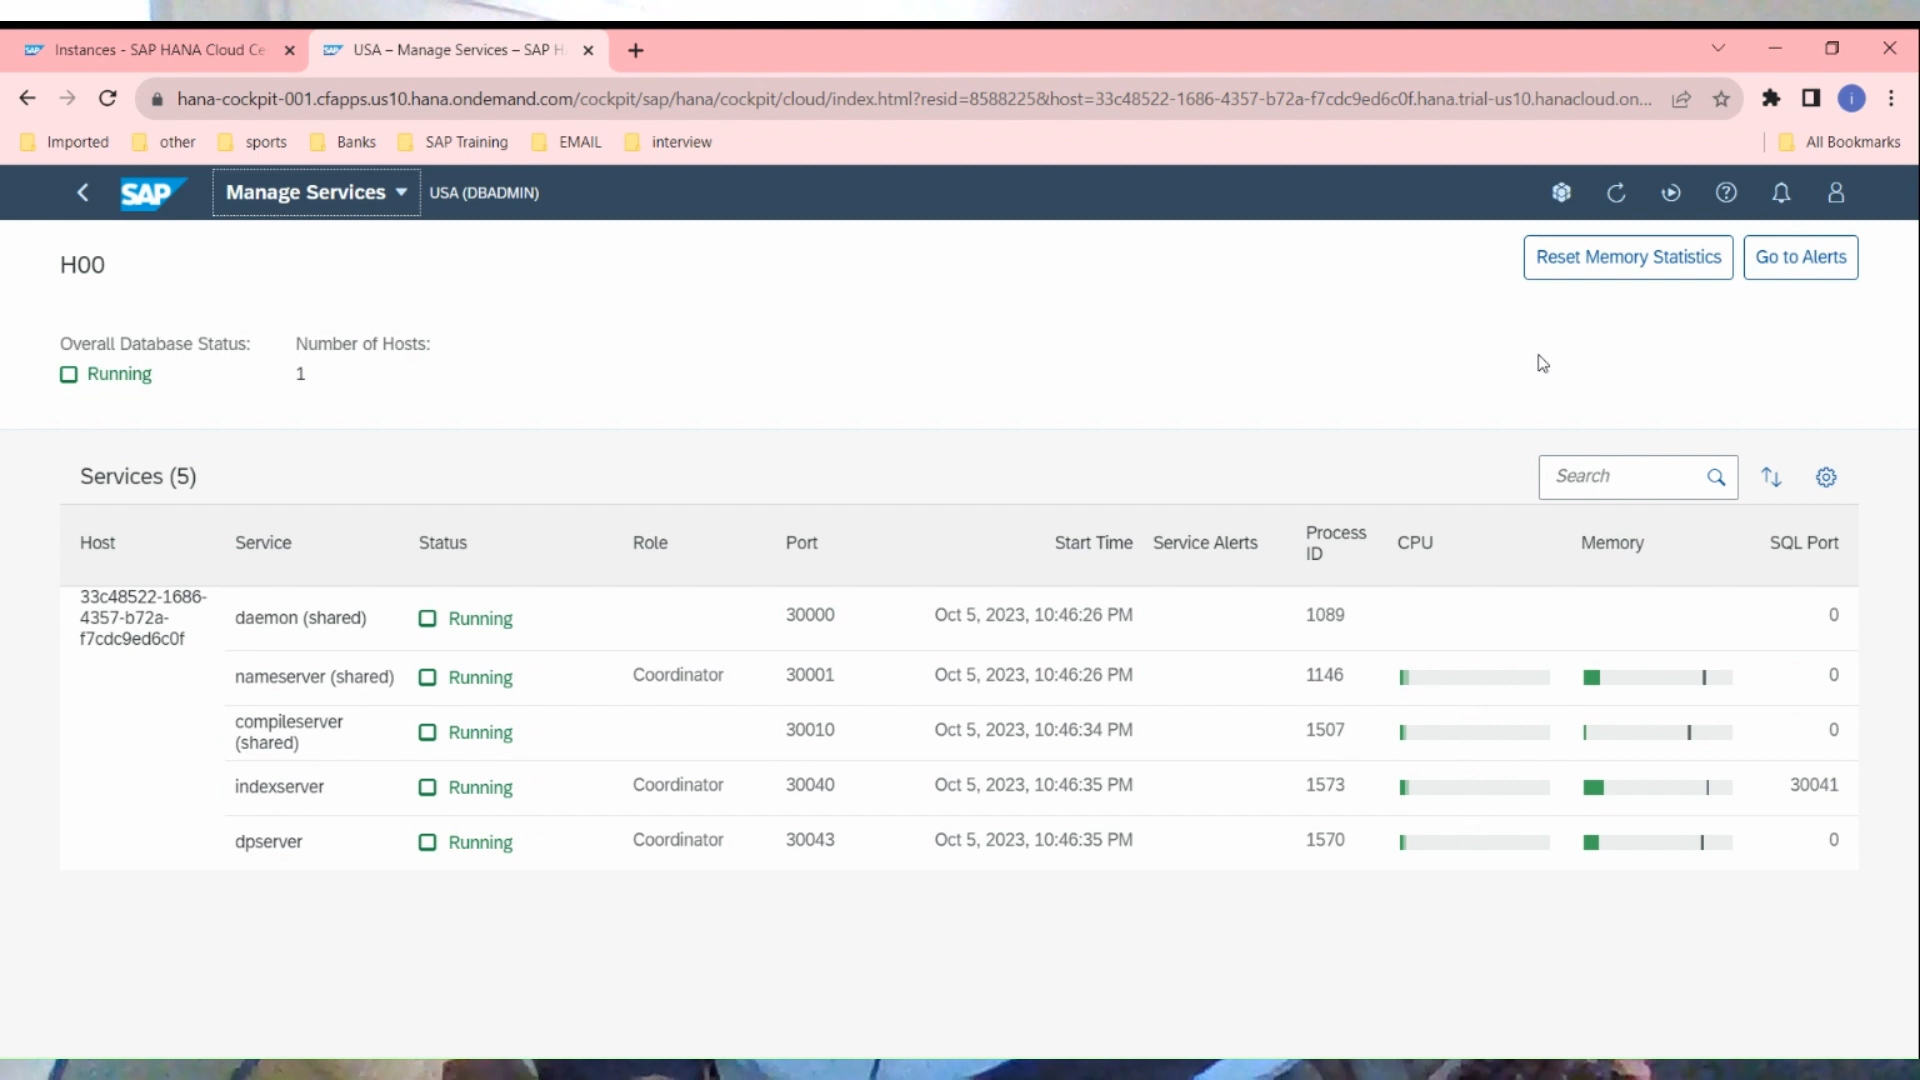 SAP Instances - SAP HANA Cloud Ce
SAP USA – Manage Services – SAP H
hana-cockpit-001.cfapps.us10.hana.ondemand.com/cockpit/sap/hana/cockpit/cloud/index.html?resid=8588225&host=33c48522-1686-4357-b72a-f7cdc9ed6c0f.hana.trial-us10.hanacloud.on... i
Imported other sports Banks SAP Training EMAIL interview All Bookmarks
SAP Manage Services USA (DBADMIN)
H00 Reset Memory Statistics Go to Alerts
Overall Database Status: Number of Hosts:
Running 1
Services (5) Search
Host Service Status Role Port Start Time Service Alerts Process ID CPU Memory SQL Port
33c48522-1686-
4357-b72a-
f7cdc9ed6c0f
daemon (shared) Running 30000 Oct 5, 2023, 10:46:26 PM 1089 0
nameserver (shared) Running Coordinator 30001 Oct 5, 2023, 10:46:26 PM 1146 0
compileserver
(shared) Running 30010 Oct 5, 2023, 10:46:34 PM 1507 0
indexserver Running Coordinator 30040 Oct 5, 2023, 10:46:35 PM 1573 30041
dpserver Running Coordinator 30043 Oct 5, 2023, 10:46:35 PM 1570 0